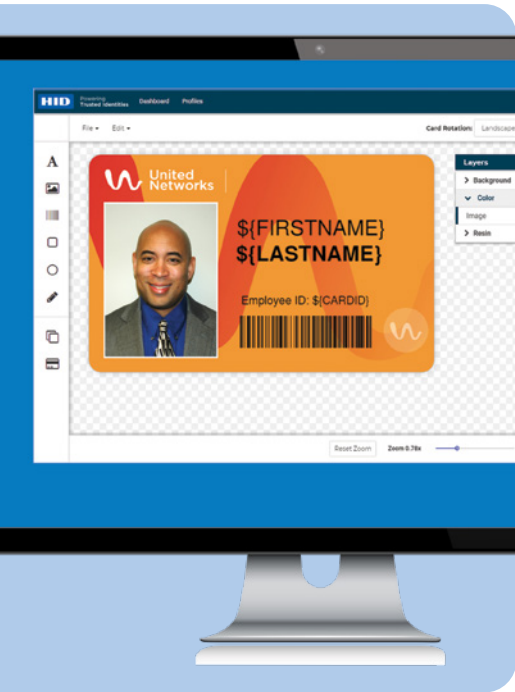 HID
Powering
Trusted Identities
Dashboard
Profiles
File
Edit
Card Rotation: Landscape
A
Layers
Background
Color
Image
Resin
United
Networks
${FIRSTNAME}
${LASTNAME}
Employee ID: ${CARDID}
Reset Zoom
Zoom 0.78x